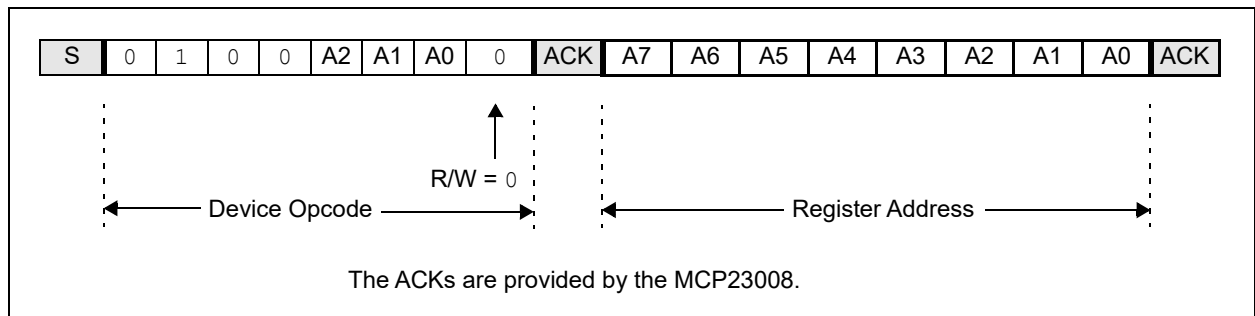 S 0 1 0 0 A2 A1 A0 0 ACK A7 A6 A5 A4 A3 A2 A1 A0 ACK
R/W = 0
Device Opcode Register Address
The ACKs are provided by the MCP23008.